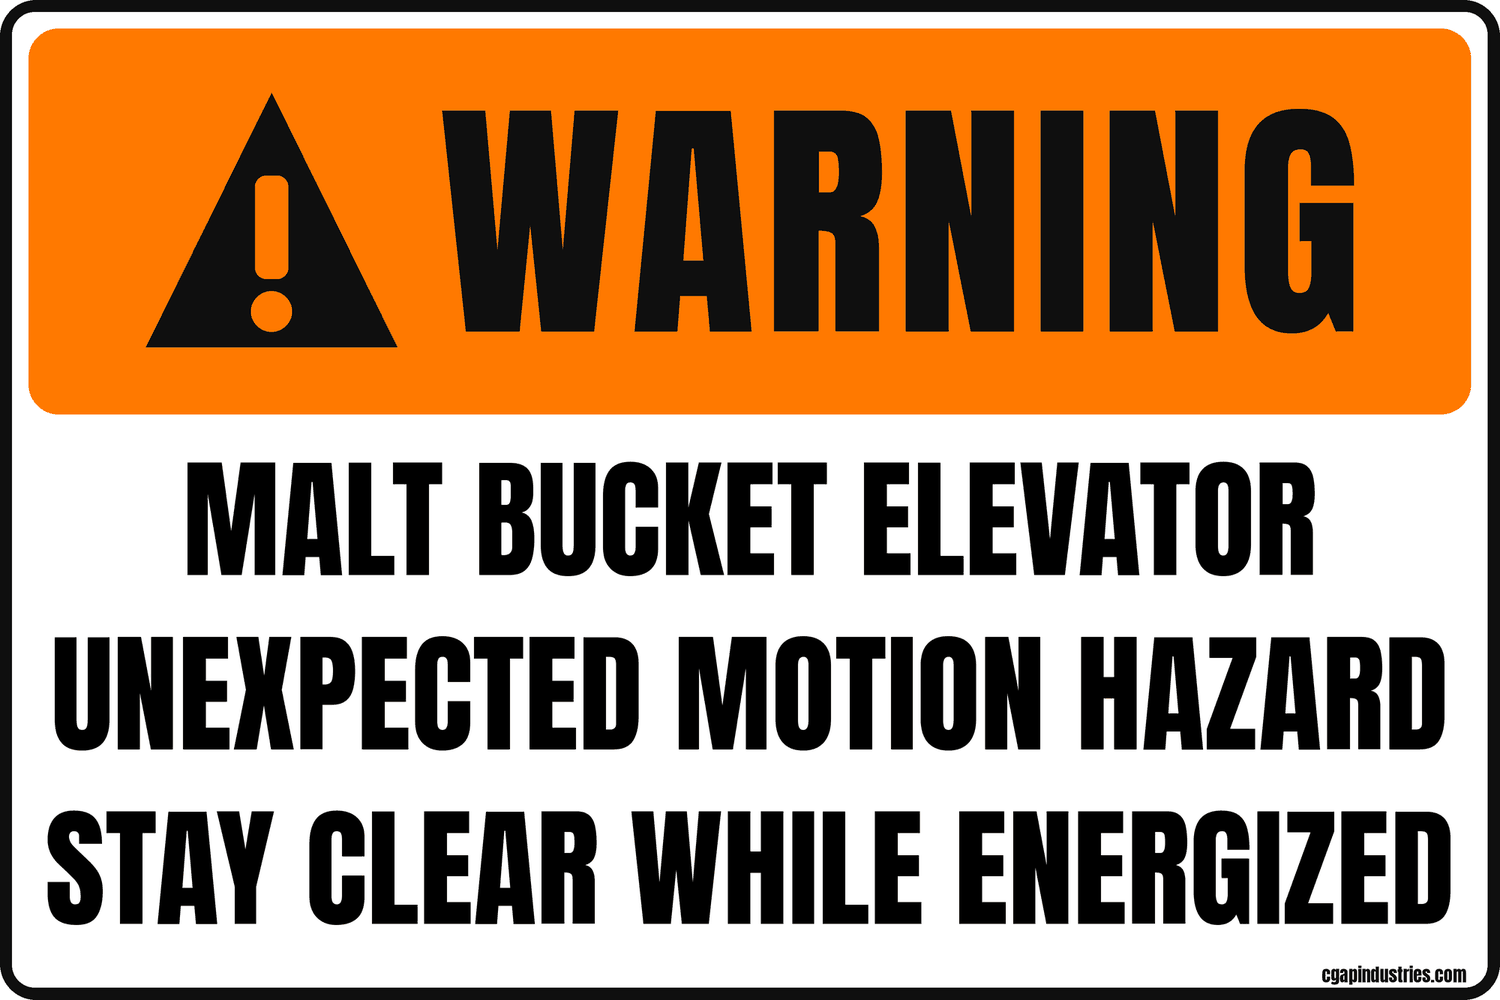 WARNING
MALT BUCKET ELEVATOR
UNEXPECTED MOTION HAZARD
STAY CLEAR WHILE ENERGIZED
cgapindustries.com